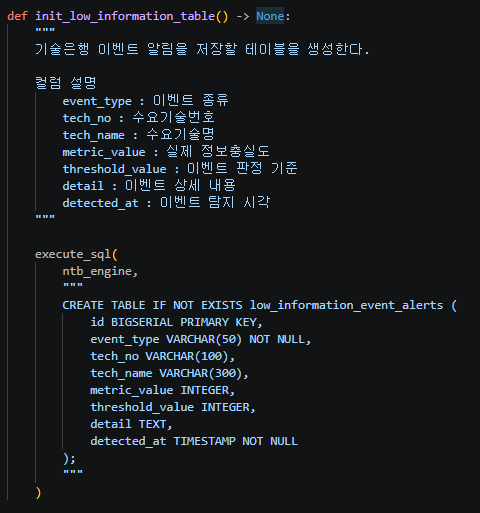 def init_low_information_table() -> None:
"""
기술은행 이벤트 알림을 저장할 테이블을 생성한다.
컬럼 설명
event_type : 이벤트 종류
tech_no : 수요기술번호
tech_name : 수요기술명
metric_value : 실제 정보충실도
threshold_value : 이벤트 판정 기준
detail : 이벤트 상세 내용
detected_at : 이벤트 탐지 시각
"""
execute_sql(
ntb_engine,
"""
CREATE TABLE IF NOT EXISTS low_information_event_alerts (
id BIGSERIAL PRIMARY KEY,
event_type VARCHAR(50) NOT NULL,
tech_no VARCHAR(100),
tech_name VARCHAR(300),
metric_value INTEGER,
threshold_value INTEGER,
detail TEXT,
detected_at TIMESTAMP NOT NULL
);
"""
)